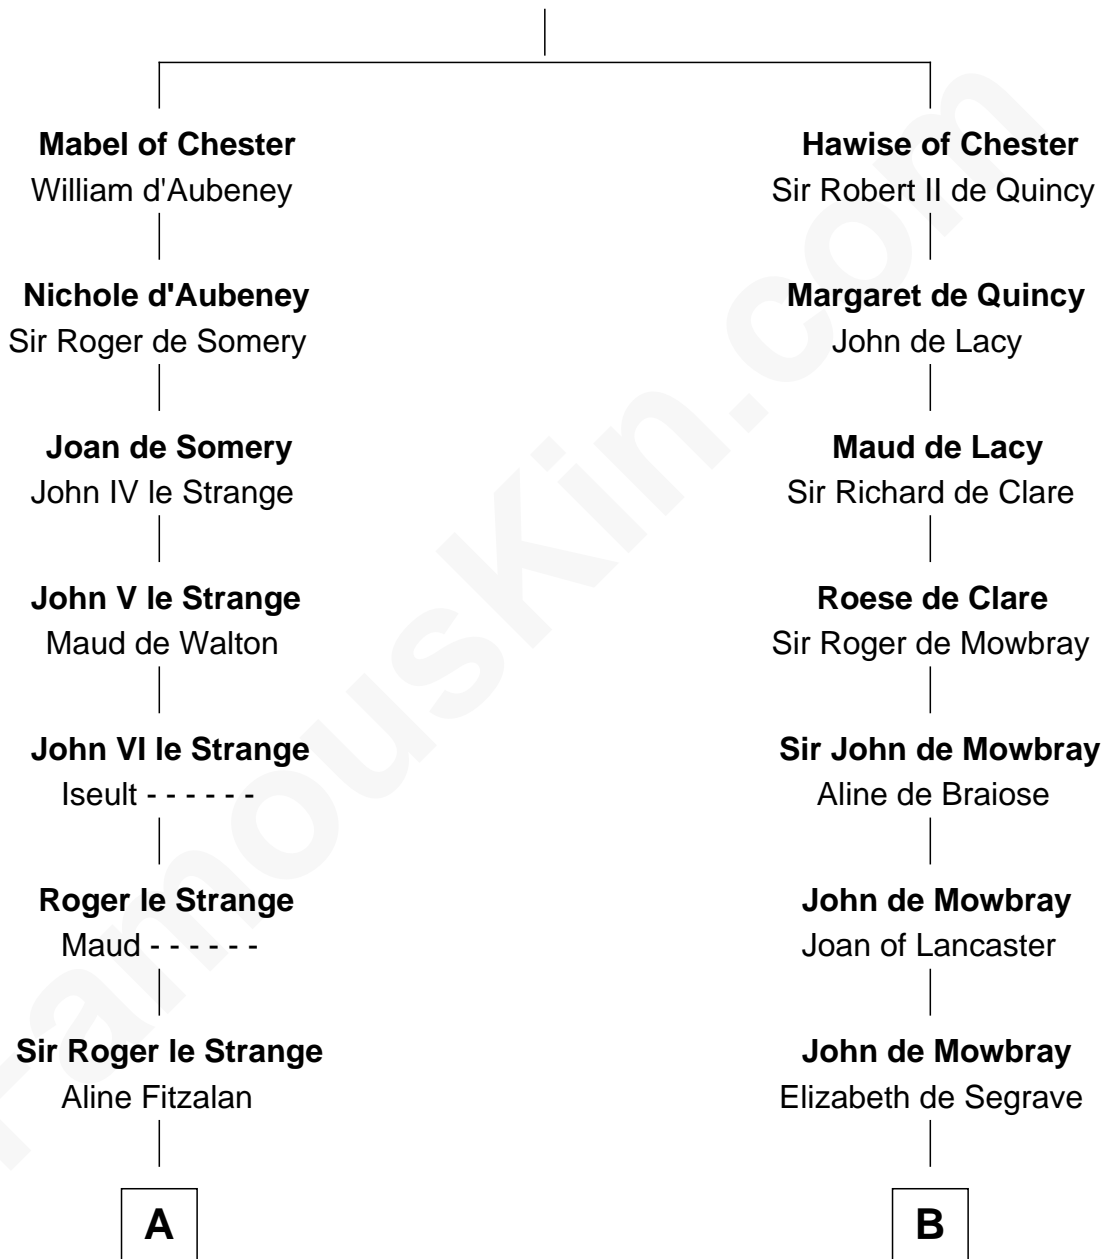 Mabel of Chester
William d'Aubeney
Hawise of Chester
Sir Robert II de Quincy
Nichole d'Aubeney
Sir Roger de Somery
Margaret de Quincy
John de Lacy
Joan de Somery
John IV le Strange
Maud de Lacy
Sir Richard de Clare
John V le Strange
Maud de Walton
Roese de Clare
Sir Roger de Mowbray
John VI le Strange
Iseult - - - - - -
Sir John de Mowbray
Aline de Braiose
Roger le Strange
Maud - - - - - -
John de Mowbray
Joan of Lancaster
Sir Roger le Strange
Aline Fitzalan
John de Mowbray
Elizabeth de Segrave
A
B
FamousKin.com